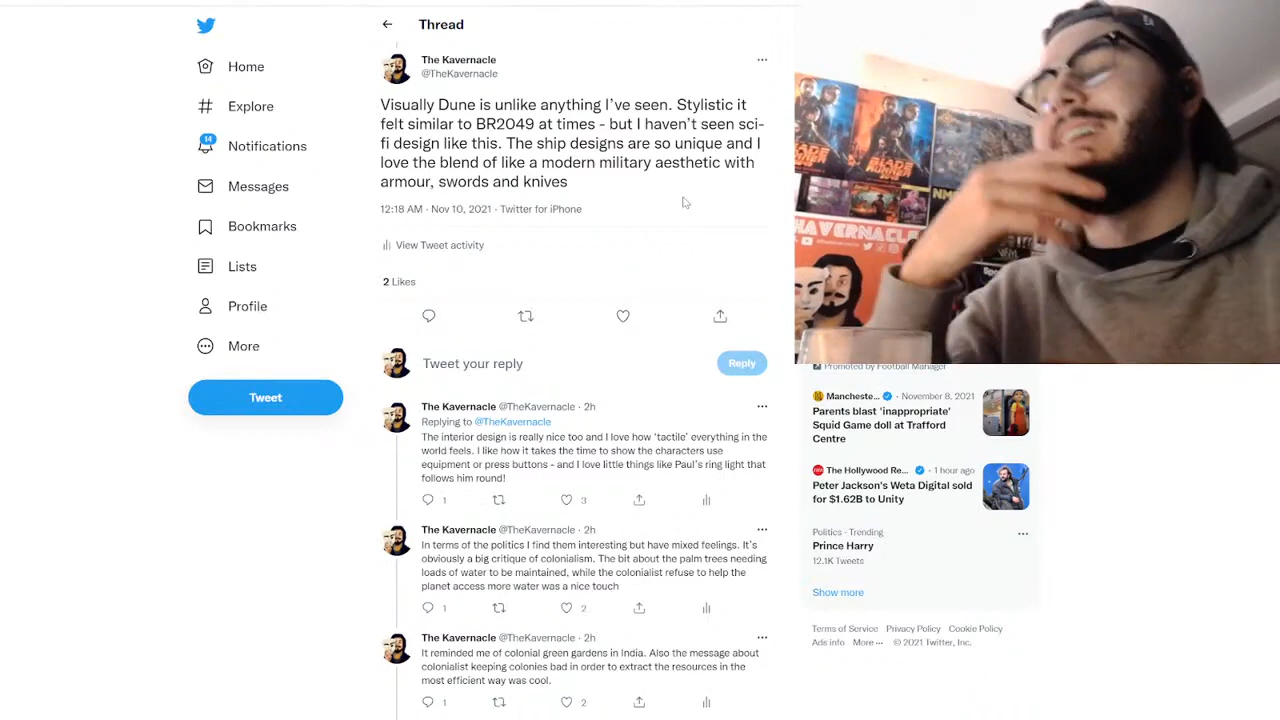 Thread
Home
Explore
14
Notifications
Messages
Bookmarks
Lists
Profile
More
Tweet
The Kavernacle
@TheKavernacle
Visually Dune is unlike anything I've seen. Stylistic it
felt similar to BR2049 at times - but I haven't seen sci-
fi design like this. The ship designs are so unique and I
love the blend of like a modern military aesthetic with
armour, swords and knives
12:18 AM · Nov 10, 2021 · Twitter for iPhone
View Tweet activity
2 Likes
Tweet your reply
Reply
The Kavernacle @TheKavernacle · 2h
Replying to @TheKavernacle
The interior design is really nice too and I love how 'tactile' everything in the
world feels. I like how it takes the time to show the characters use
equipment or press buttons - and I love little things like Paul's ring light that
follows him round!
1 3
The Kavernacle @TheKavernacle · 2h
In terms of the politics I find them interesting but have mixed feelings. It's
obviously a big critique of colonialism. The bit about the palm trees needing
loads of water to be maintained, while the colonialist refuse to help the
planet access more water was a nice touch
1 2
The Kavernacle @TheKavernacle · 2h
It reminded me of colonial green gardens in India. Also the message about
colonialist keeping colonies bad in order to extract the resources in the
most efficient way was cool.
1 2
BLADE
BLADE
RUNNER
KAVERNACLE
Promoted by Football Manager
Mancheste... · November 8, 2021
Parents blast 'inappropriate'
Squid Game doll at Trafford
Centre
The Hollywood Re... · 1 hour ago
Peter Jackson's Weta Digital sold
for $1.62B to Unity
Politics · Trending
Prince Harry
12.1K Tweets
Show more
Terms of Service Privacy Policy Cookie Policy
Ads info More ··· © 2021 Twitter, Inc.